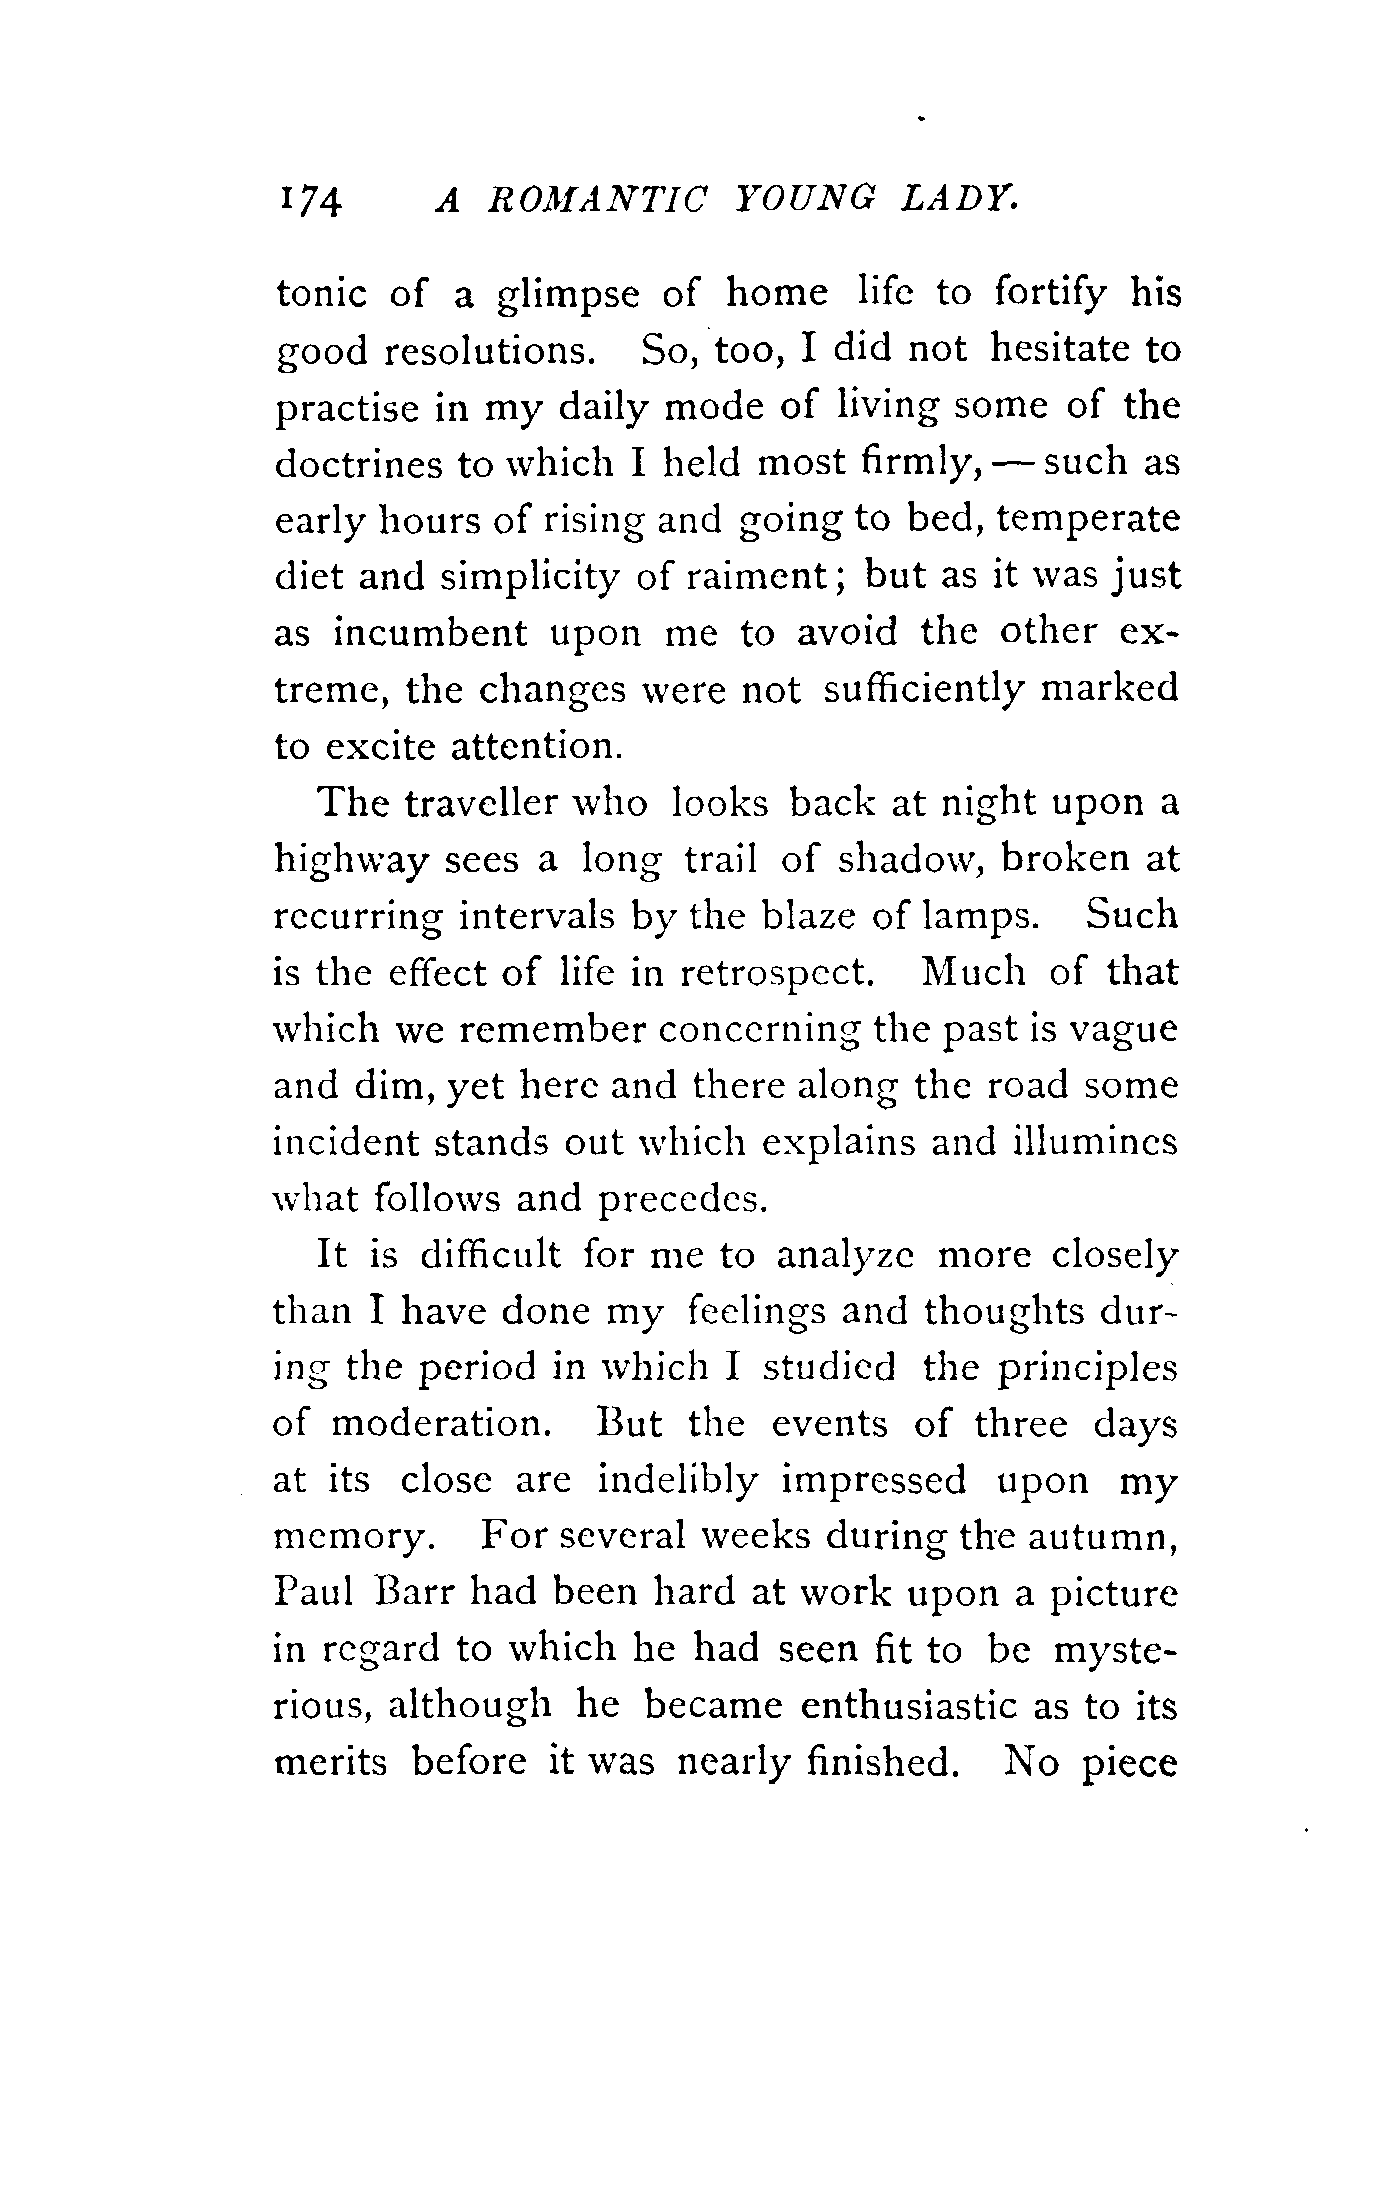 174 A ROMANTIC YOUNG LADY.
tonic of a glimpse of home life to fortify his
good resolutions. So, too, I did not hesitate to
practise in my daily mode of living some of the
doctrines to which I held most firmly, — such as
early hours of rising and going to bed, temperate
diet and simplicity of raiment; but as it was just
as incumbent upon me to avoid the other ex-
treme, the changes were not sufficiently marked
to excite attention.
The traveller who looks back at night upon a
highway sees a long trail of shadow, broken at
recurring intervals by the blaze of lamps. Such
is the effect of life in retrospect. Much of that
which we remember concerning the past is vague
and dim, yet here and there along the road some
incident stands out which explains and illumines
what follows and precedes.
It is difficult for me to analyze more closely
than I have done my feelings and thoughts dur-
ing the period in which I studied the principles
of moderation. But the events of three days
at its close are indelibly impressed upon my
memory. For several weeks during the autumn,
Paul Barr had been hard at work upon a picture
in regard to which he had seen fit to be myste-
rious, although he became enthusiastic as to its
merits before it was nearly finished. No piece